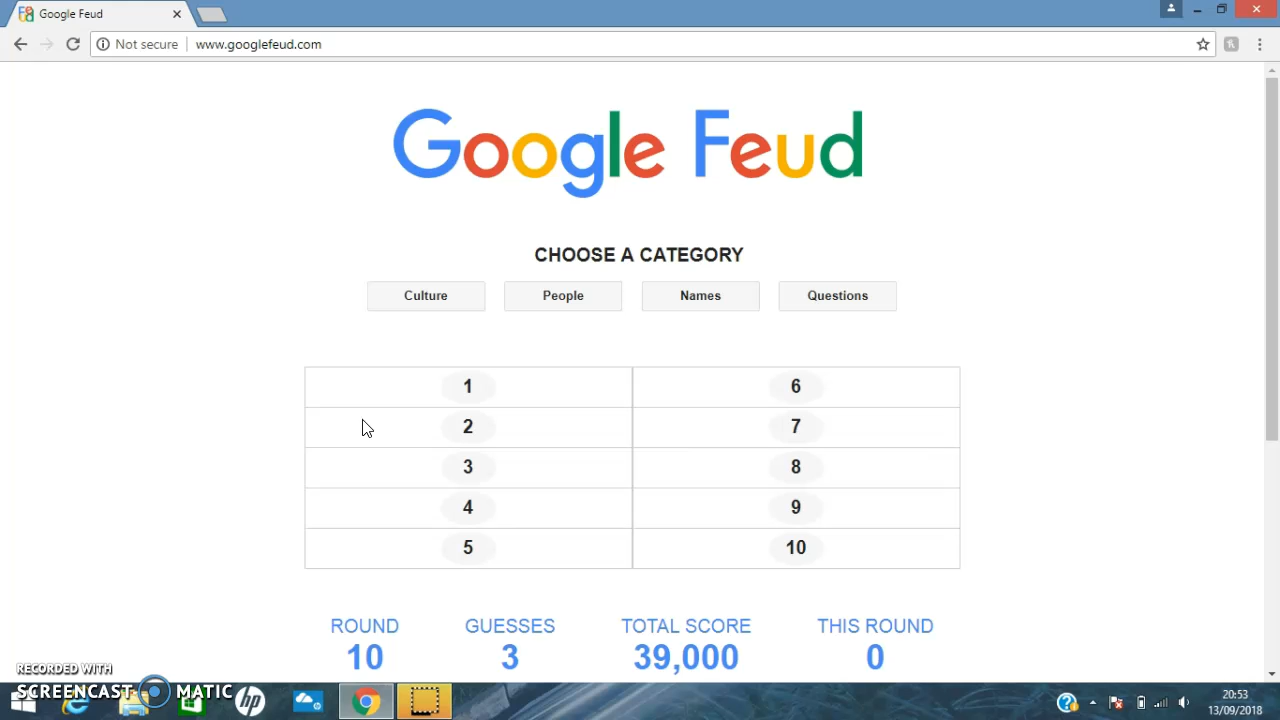 Google Feud
Not secure www.googlefeud.com
Google Feud
CHOOSE A CATEGORY
Culture People Names Questions
1 6
2 7
3 8
4 9
5 10
ROUND GUESSES TOTAL SCORE THIS ROUND
10 3 39,000 0
RECORDED WITH
SCREENCAST MATIC
hp
20:53
13/09/2018